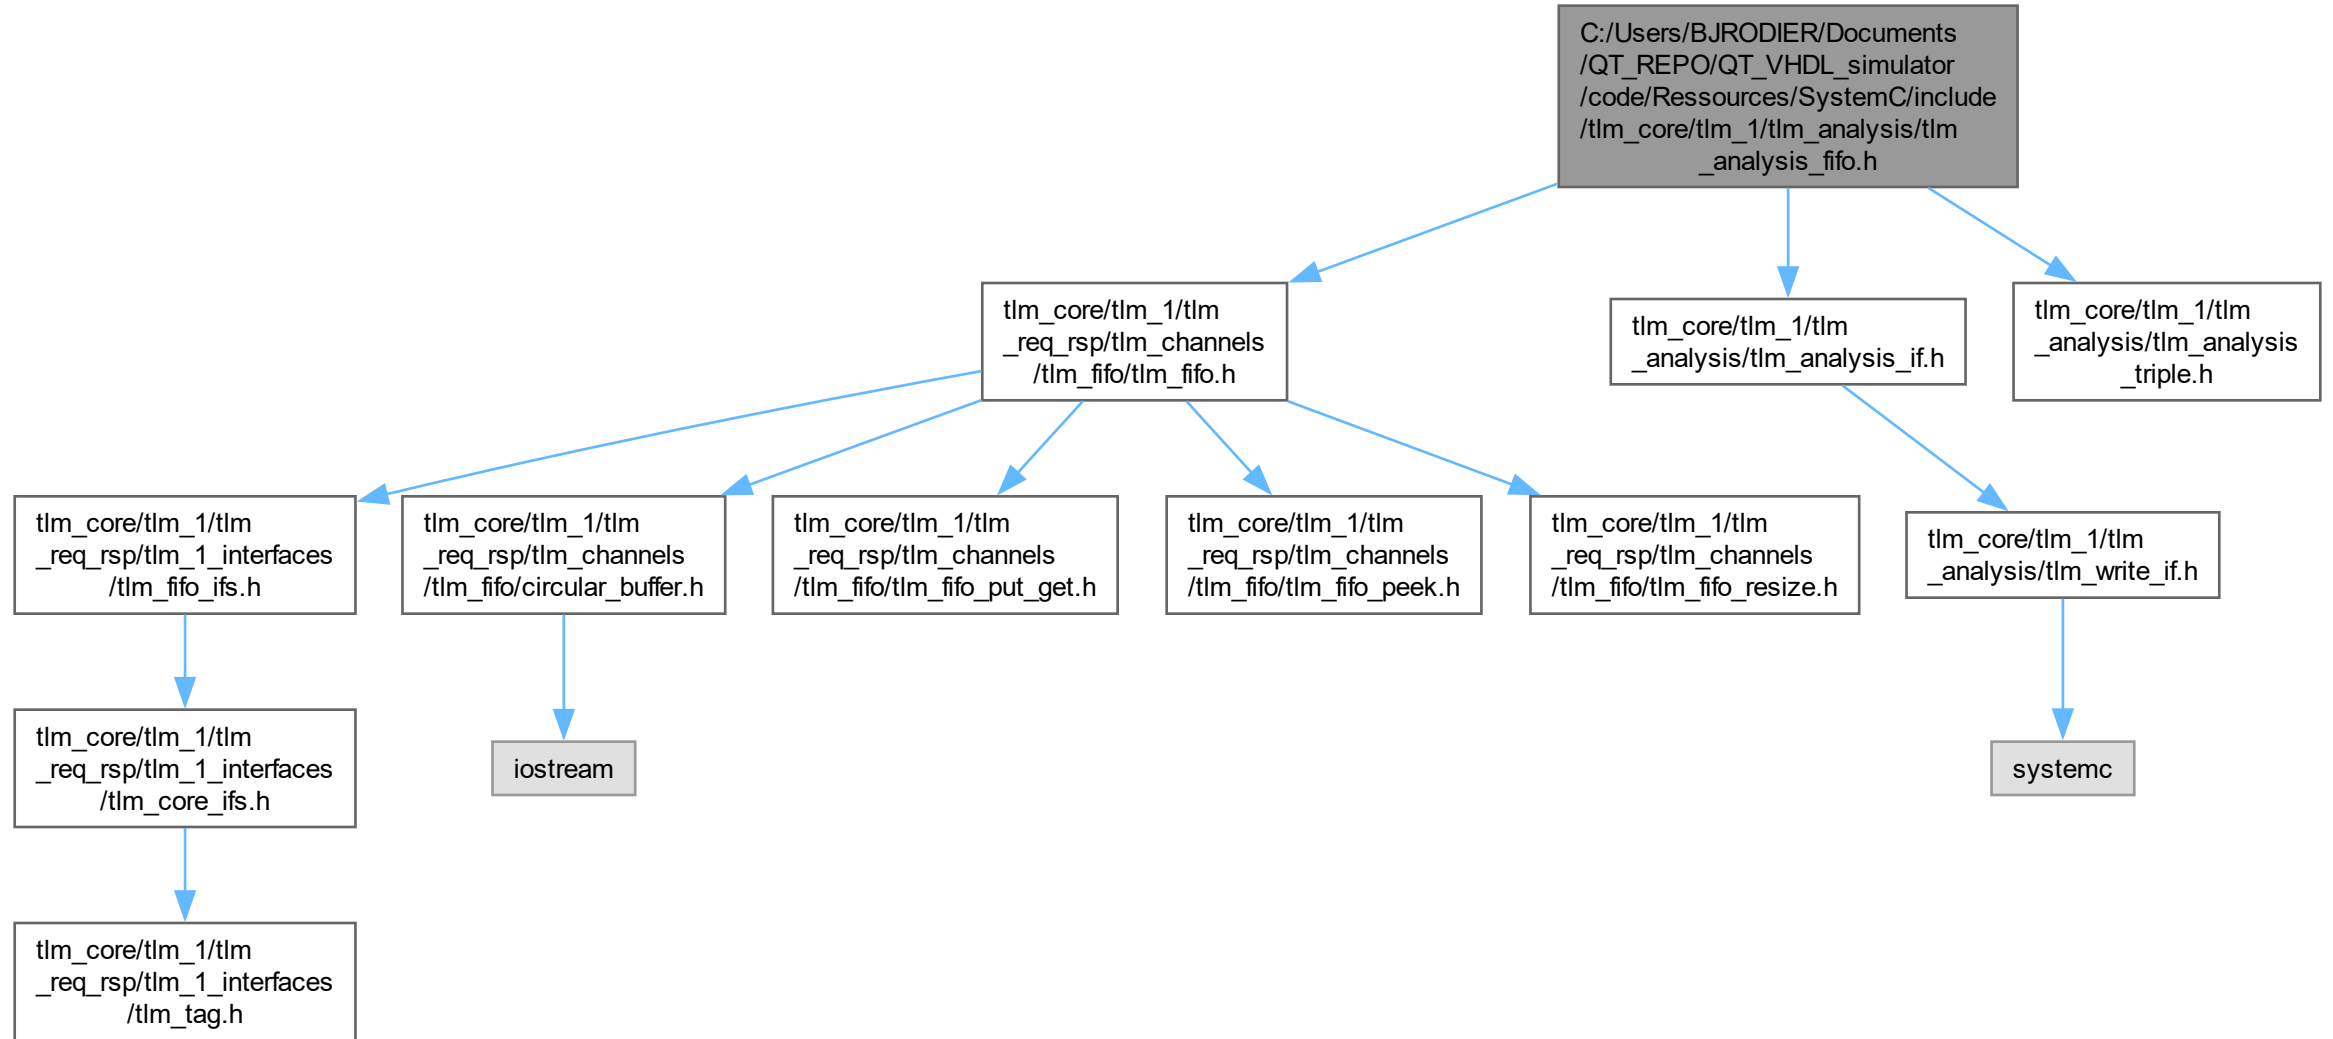 C:/Users/BJRODIER/Documents
/QT_REPO/QT_VHDL_simulator
/code/Ressources/SystemC/include
/tlm_core/tlm_1/tlm_analysis/tlm
_analysis_fifo.h
tlm_core/tlm_1/tlm
_req_rsp/tlm_channels
/tlm_fifo/tlm_fifo.h
tlm_core/tlm_1/tlm
_analysis/tlm_analysis_if.h
tlm_core/tlm_1/tlm
_analysis/tlm_analysis
_triple.h
tlm_core/tlm_1/tlm
_req_rsp/tlm_1_interfaces
/tlm_fifo_ifs.h
tlm_core/tlm_1/tlm
_req_rsp/tlm_channels
/tlm_fifo/circular_buffer.h
tlm_core/tlm_1/tlm
_req_rsp/tlm_channels
/tlm_fifo/tlm_fifo_put_get.h
tlm_core/tlm_1/tlm
_req_rsp/tlm_channels
/tlm_fifo/tlm_fifo_peek.h
tlm_core/tlm_1/tlm
_req_rsp/tlm_channels
/tlm_fifo/tlm_fifo_resize.h
tlm_core/tlm_1/tlm
_analysis/tlm_write_if.h
tlm_core/tlm_1/tlm
_req_rsp/tlm_1_interfaces
/tlm_core_ifs.h
iostream
systemc
tlm_core/tlm_1/tlm
_req_rsp/tlm_1_interfaces
/tlm_tag.h